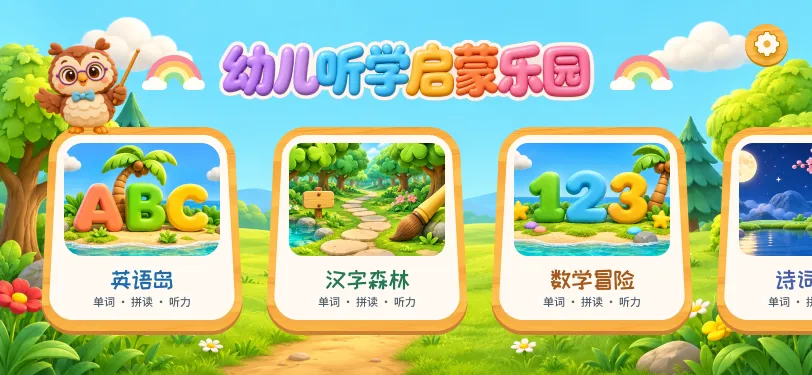 幼儿听学启蒙乐园
ABC
英语岛
单词 · 拼读 · 听力
汉字森林
单词 · 拼读 · 听力
123
数学冒险
单词 · 拼读 · 听力
诗词
单词 ·